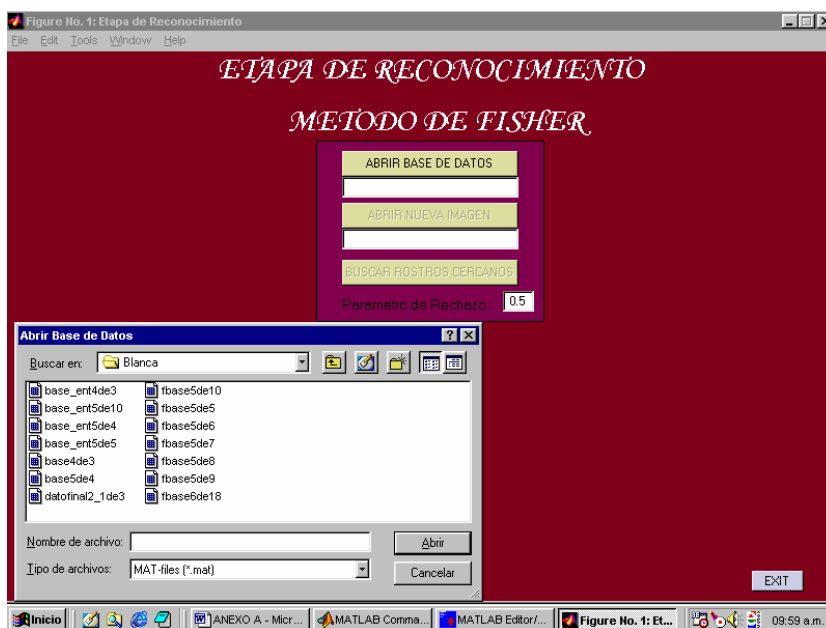 Figure No. 1: Etapa de Reconocimiento
File Edit Tools Window Help
ETAPA DE RECONOCIMIENTO
METODO DE FISHER
ABRIR BASE DE DATOS
ABRIR NUEVA IMAGEN
BUSCAR ROSTROS CERCANOS
Parametro de Rechazo : 0.5
Abrir Base de Datos
Buscar en: Blanca
base_ent4de3 fbase5de10
base_ent5de10 fbase5de5
base_ent5de4 fbase5de6
base_ent5de5 fbase5de7
base4de3 fbase5de8
base5de4 fbase5de9
datofinal2_1de3 fbase6de18
Nombre de archivo: Abrir
Tipo de archivos: MAT-files (*.mat) Cancelar
EXIT
Inicio ANEXO A - Micr... MATLAB Comma... MATLAB Editor/... Figure No. 1: Et... 09:59 a.m.